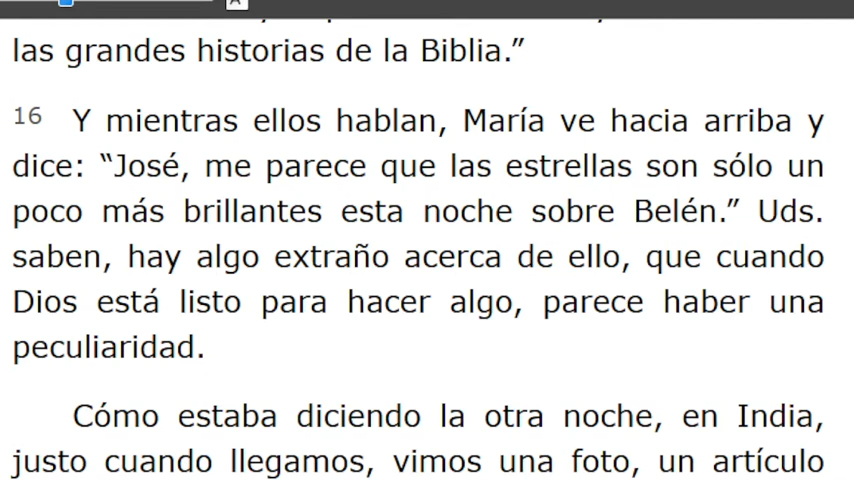 las grandes historias de la Biblia.”
16 Y mientras ellos hablan, María ve hacia arriba y
dice: “José, me parece que las estrellas son sólo un
poco más brillantes esta noche sobre Belén.” Uds.
saben, hay algo extraño acerca de ello, que cuando
Dios está listo para hacer algo, parece haber una
peculiaridad.
Cómo estaba diciendo la otra noche, en India,
justo cuando llegamos, vimos una foto, un artículo